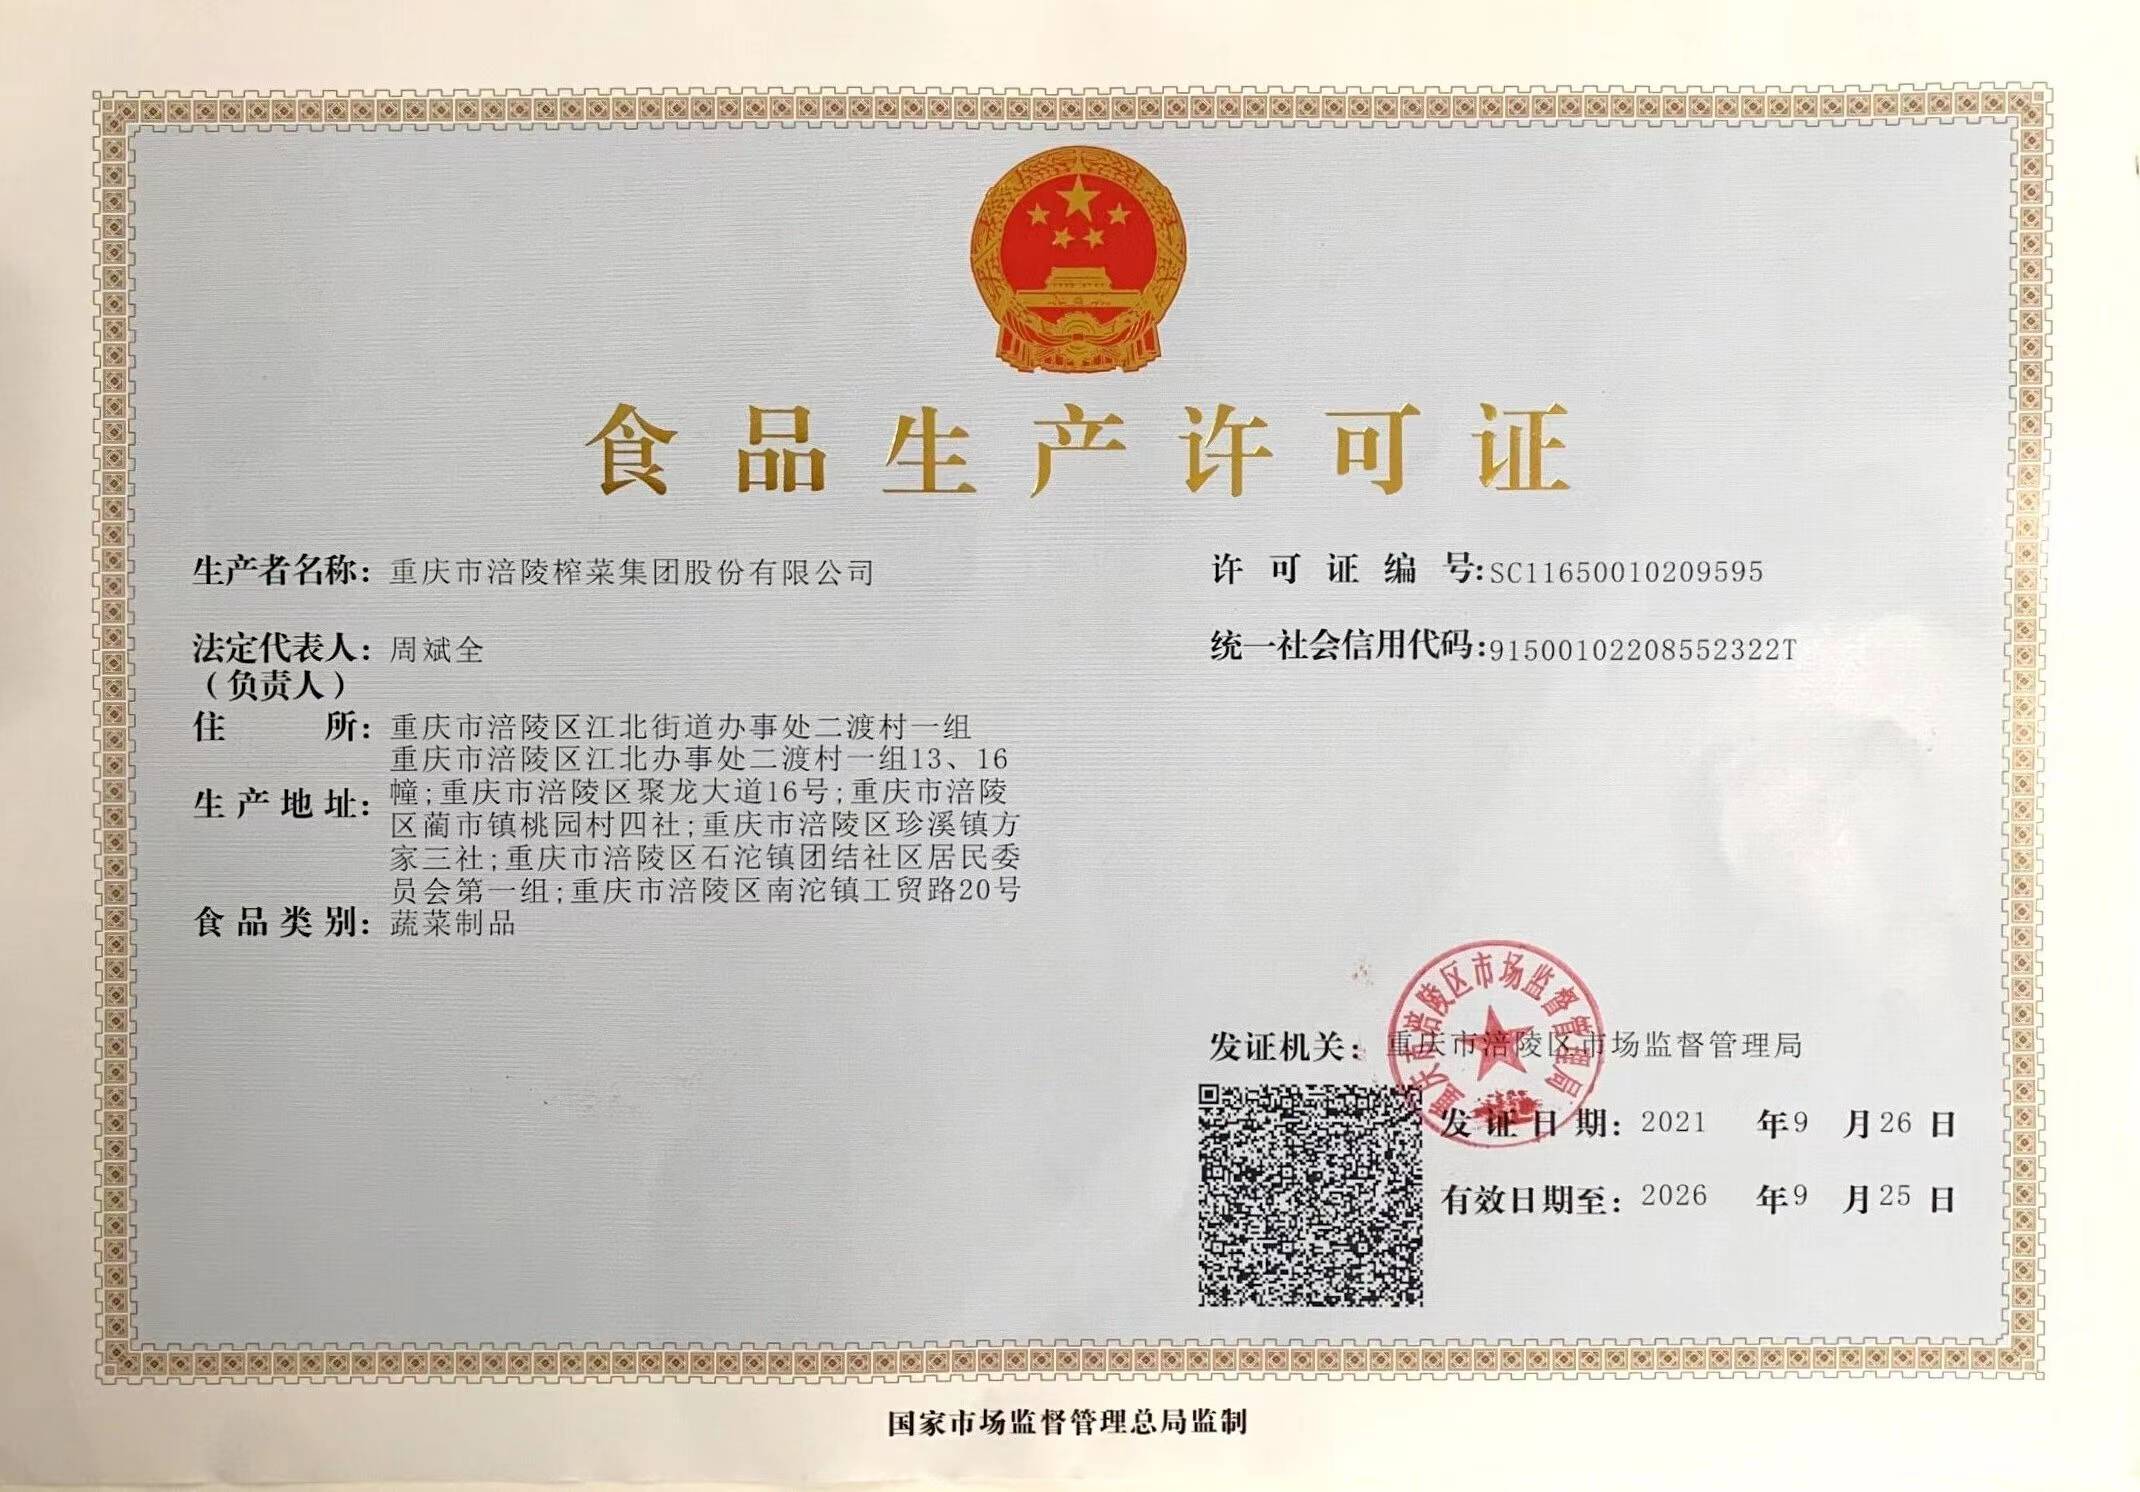 食品生产许可证
生产者名称：重庆市涪陵榨菜集团股份有限公司
许可证编号:SC11650010209595
法定代表人：周斌全
（负责人）
统一社会信用代码:91500102208552322T
住所：重庆市涪陵区江北街道办事处二渡村一组
生产地址：重庆市涪陵区江北办事处二渡村一组13、16
幢;重庆市涪陵区聚龙大道16号;重庆市涪陵
区蔺市镇桃园村四社;重庆市涪陵区珍溪镇方
家三社;重庆市涪陵区石沱镇团结社区居民委
员会第一组;重庆市涪陵区南沱镇工贸路20号
食品类别：蔬菜制品
发证机关：重庆市涪陵区市场监督管理局
重庆市涪陵区市场监督管理局
发证日期：2021年9月26日
有效日期至：2026年9月25日
国家市场监督管理总局监制